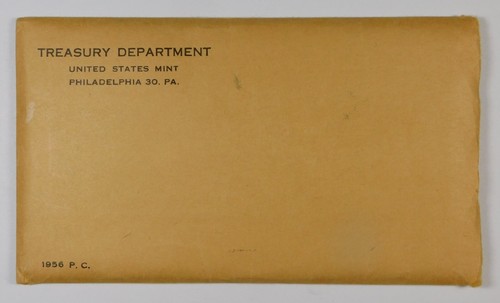 TREASURY DEPARTMENT
UNITED STATES MINT
PHILADELPHIA 30, PA.
1956 P. C.